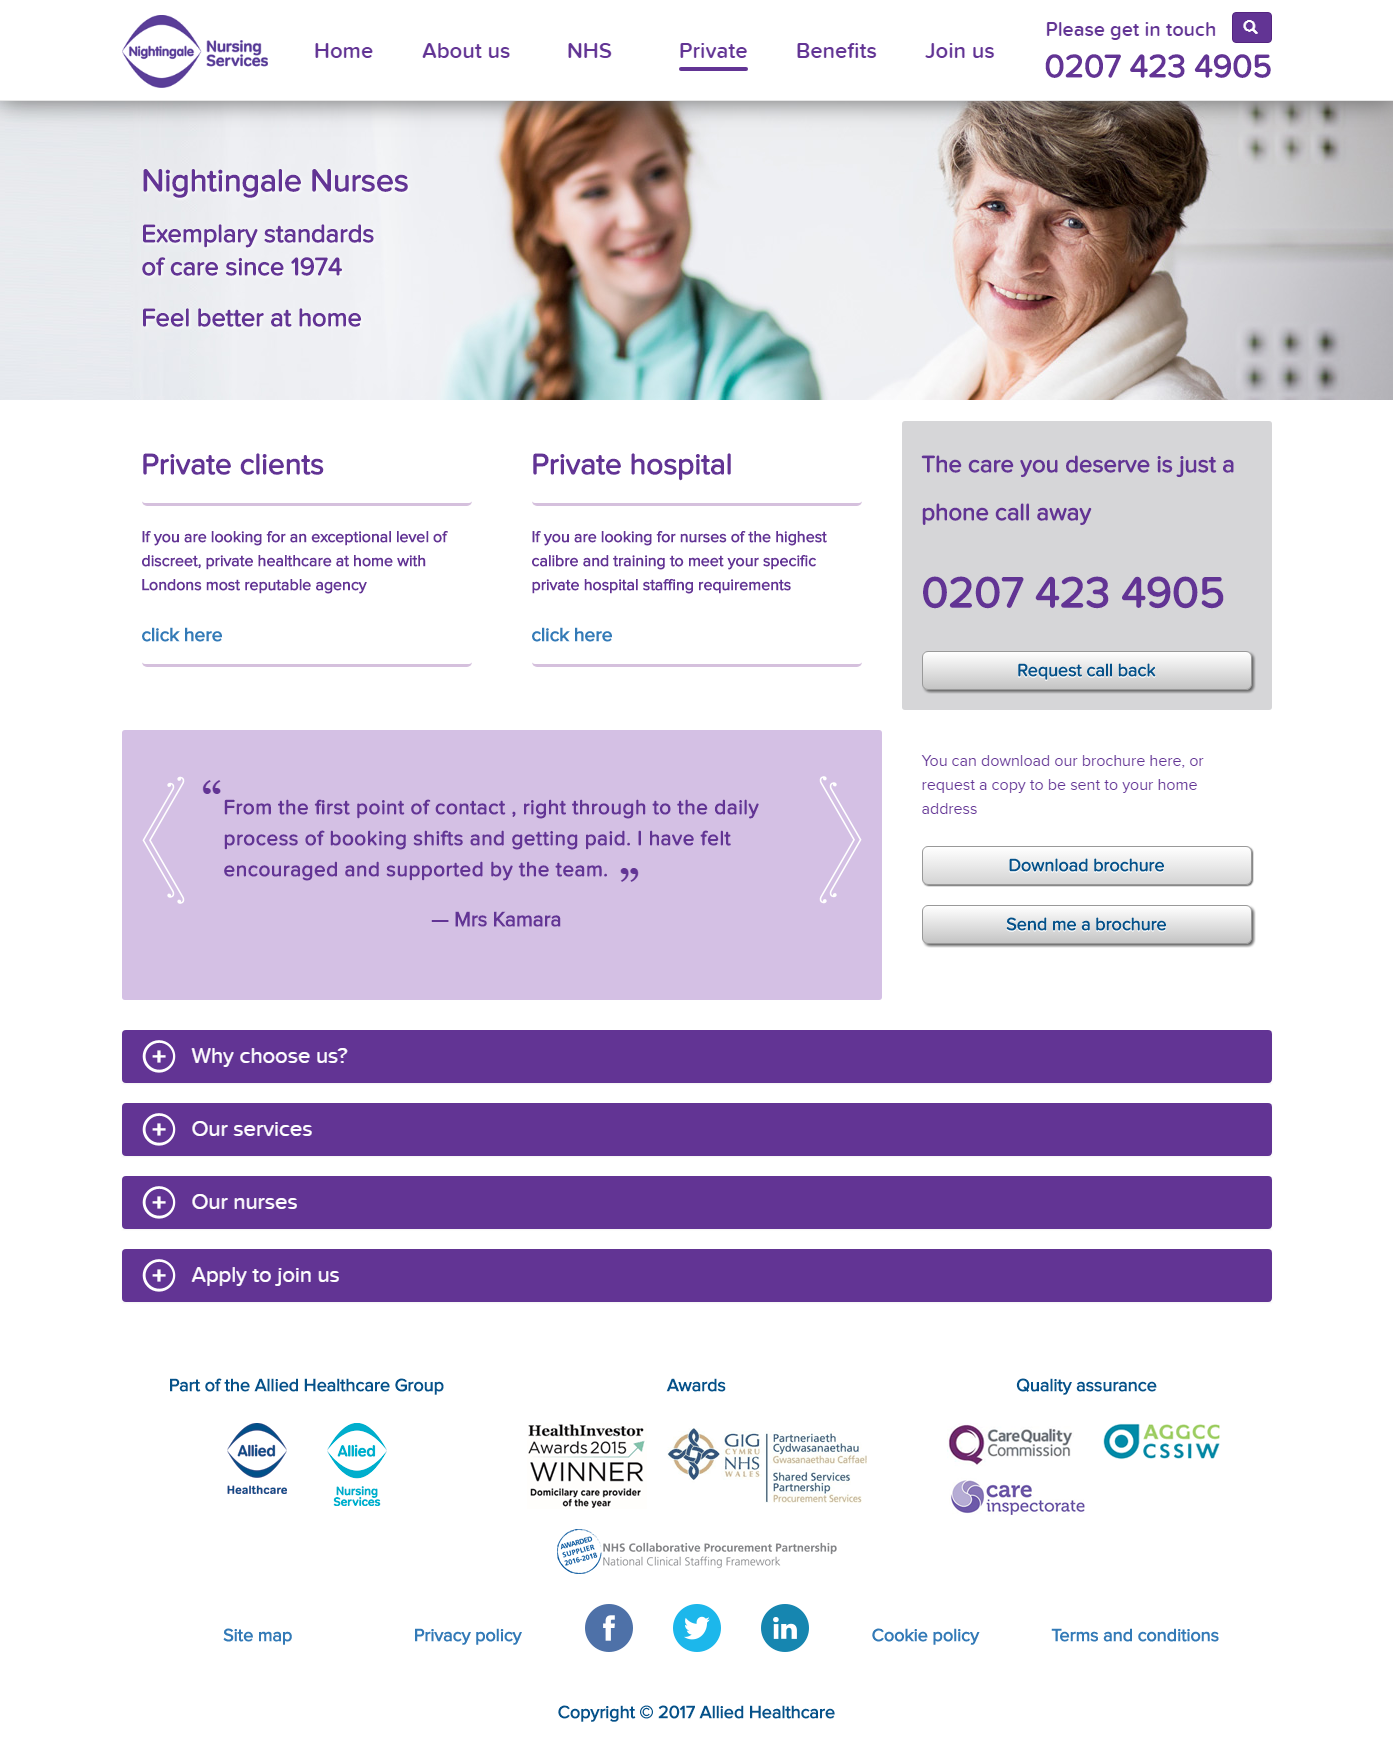 Nightingale
Nursing
Services
Home
About us
NHS
Private
Benefits
Join us
Please get in touch
0207 423 4905
Nightingale Nurses
Exemplary standards
of care since 1974
Feel better at home
Private clients
If you are looking for an exceptional level of
discreet, private healthcare at home with
Londons most reputable agency
click here
Private hospital
If you are looking for nurses of the highest
calibre and training to meet your specific
private hospital staffing requirements
click here
The care you deserve is just a
phone call away
0207 423 4905
Request call back
“
From the first point of contact , right through to the daily
process of booking shifts and getting paid. I have felt
encouraged and supported by the team. ”
— Mrs Kamara
You can download our brochure here, or
request a copy to be sent to your home
address
Download brochure
Send me a brochure
Why choose us?
Our services
Our nurses
Apply to join us
Part of the Allied Healthcare Group
Allied
Healthcare
Allied
Nursing
Services
Awards
HealthInvestor
Awards 2015
WINNER
Domicilary care provider
of the year
GIG
CYMRU
NHS
WALES
Partneriaeth
Cydwasanaethau
Gwasanaethau Caffael
Shared Services
Partnership
Procurement Services
AWARDED
SUPPLIER
2016-2018
NHS Collaborative Procurement Partnership
National Clinical Staffing Framework
Quality assurance
CareQuality
Commission
AGGCC
CSSIW
care
inspectorate
Site map
Privacy policy
f
in
Cookie policy
Terms and conditions
Copyright © 2017 Allied Healthcare